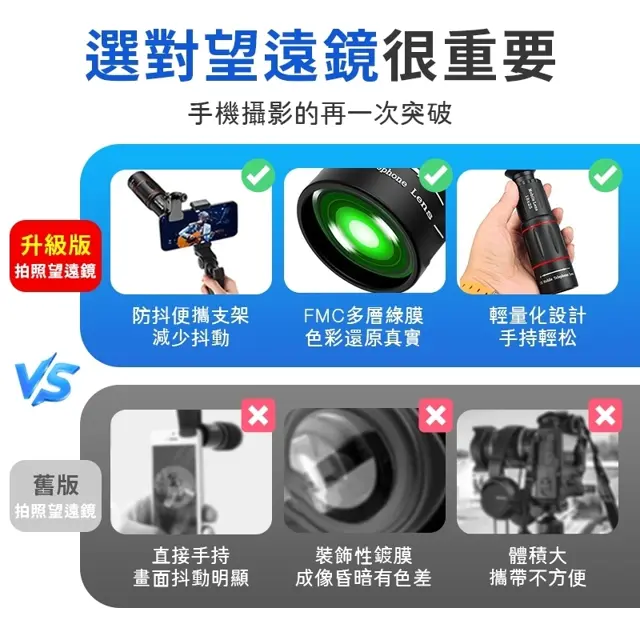 選對望遠鏡很重要
手機攝影的再一次突破
升級版
拍照望遠鏡
防抖便攜支架
減少抖動
FMC多層綠膜
色彩還原真實
輕量化設計
手持輕松
VS
舊版
拍照望遠鏡
直接手持
畫面抖動明顯
裝飾性鍍膜
成像昏暗有色差
體積大
攜帶不方便